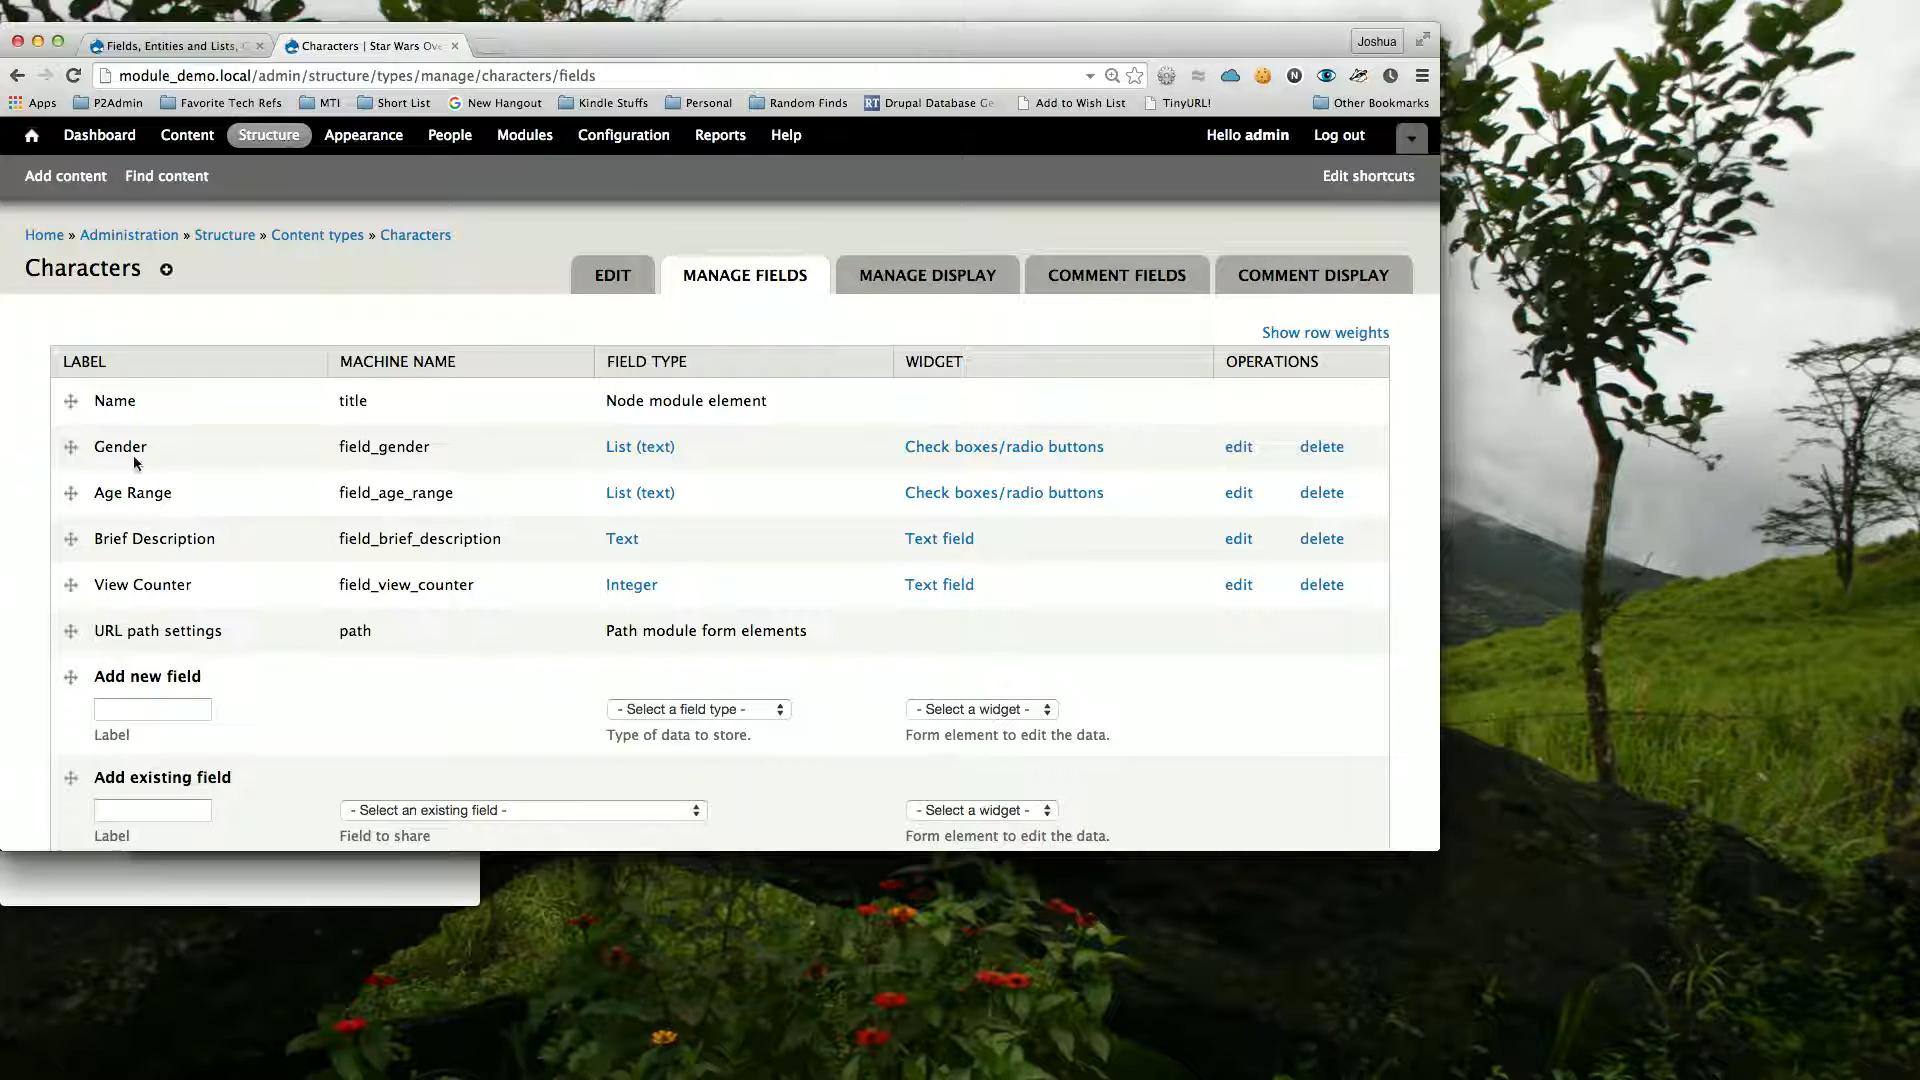 Fields, Entities and Lists,
Characters | Star Wars Ove
Joshua
module_demo.local/admin/structure/types/manage/characters/fields
Apps P2Admin Favorite Tech Refs MTI Short List New Hangout Kindle Stuffs Personal Random Finds RT Drupal Database Ge Add to Wish List TinyURL! Other Bookmarks
Dashboard Content Structure Appearance People Modules Configuration Reports Help Hello admin Log out
Add content Find content Edit shortcuts
Home » Administration » Structure » Content types » Characters
Characters
EDIT MANAGE FIELDS MANAGE DISPLAY COMMENT FIELDS COMMENT DISPLAY
Show row weights
LABEL MACHINE NAME FIELD TYPE WIDGET OPERATIONS
Name title Node module element
Gender field_gender List (text) Check boxes/radio buttons edit delete
Age Range field_age_range List (text) Check boxes/radio buttons edit delete
Brief Description field_brief_description Text Text field edit delete
View Counter field_view_counter Integer Text field edit delete
URL path settings path Path module form elements
Add new field
- Select a field type - - Select a widget -
Label Type of data to store. Form element to edit the data.
Add existing field
- Select an existing field - - Select a widget -
Label Field to share Form element to edit the data.